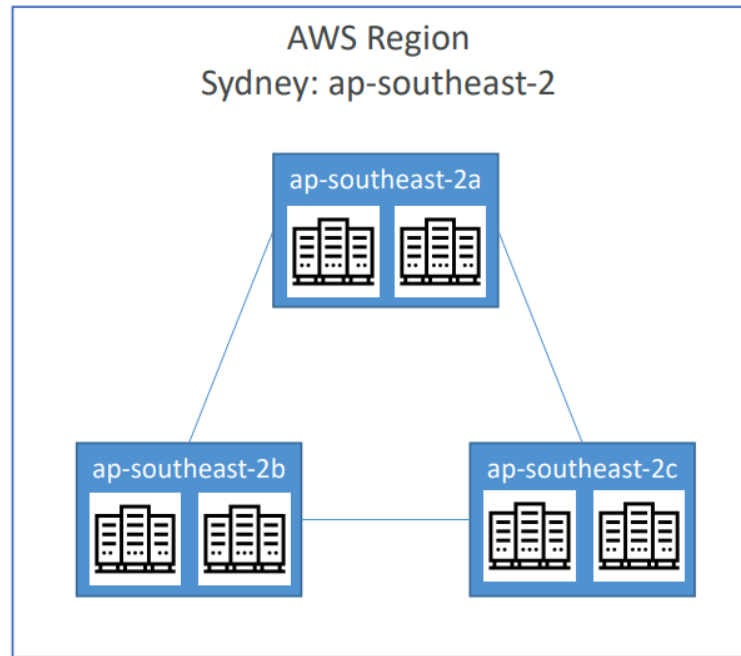 AWS Region
Sydney: ap-southeast-2
ap-southeast-2a
ap-southeast-2b
ap-southeast-2c